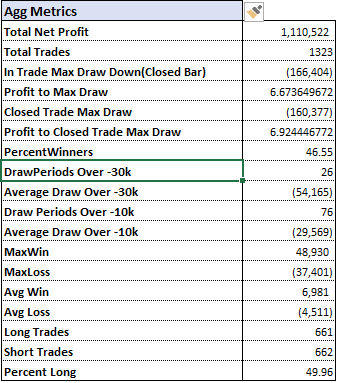 Agg Metrics
Total Net Profit 1,110,522
Total Trades 1323
In Trade Max Draw Down(Closed Bar) (166,404)
Profit to Max Draw 6.673649672
Closed Trade Max Draw (160,377)
Profit to Closed Trade Max Draw 6.924446772
PercentWinners 46.55
DrawPeriods Over -30k 26
Average Draw Over -30k (54,165)
Draw Periods Over -10k 76
Average Draw Over -10k (29,569)
MaxWin 48,930
MaxLoss (37,401)
Avg Win 6,981
Avg Loss (4,511)
Long Trades 661
Short Trades 662
Percent Long 49.96